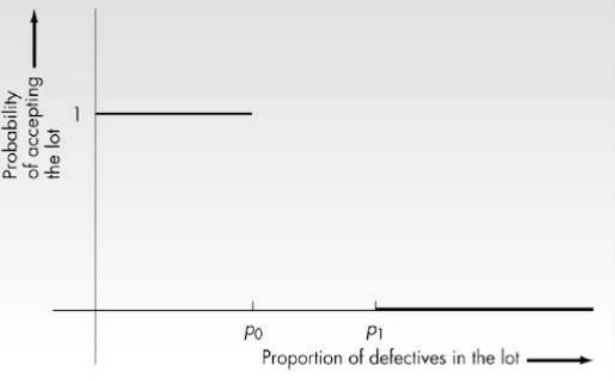 Probability
of accepting
the lot
1
p0
p1
Proportion of defectives in the lot